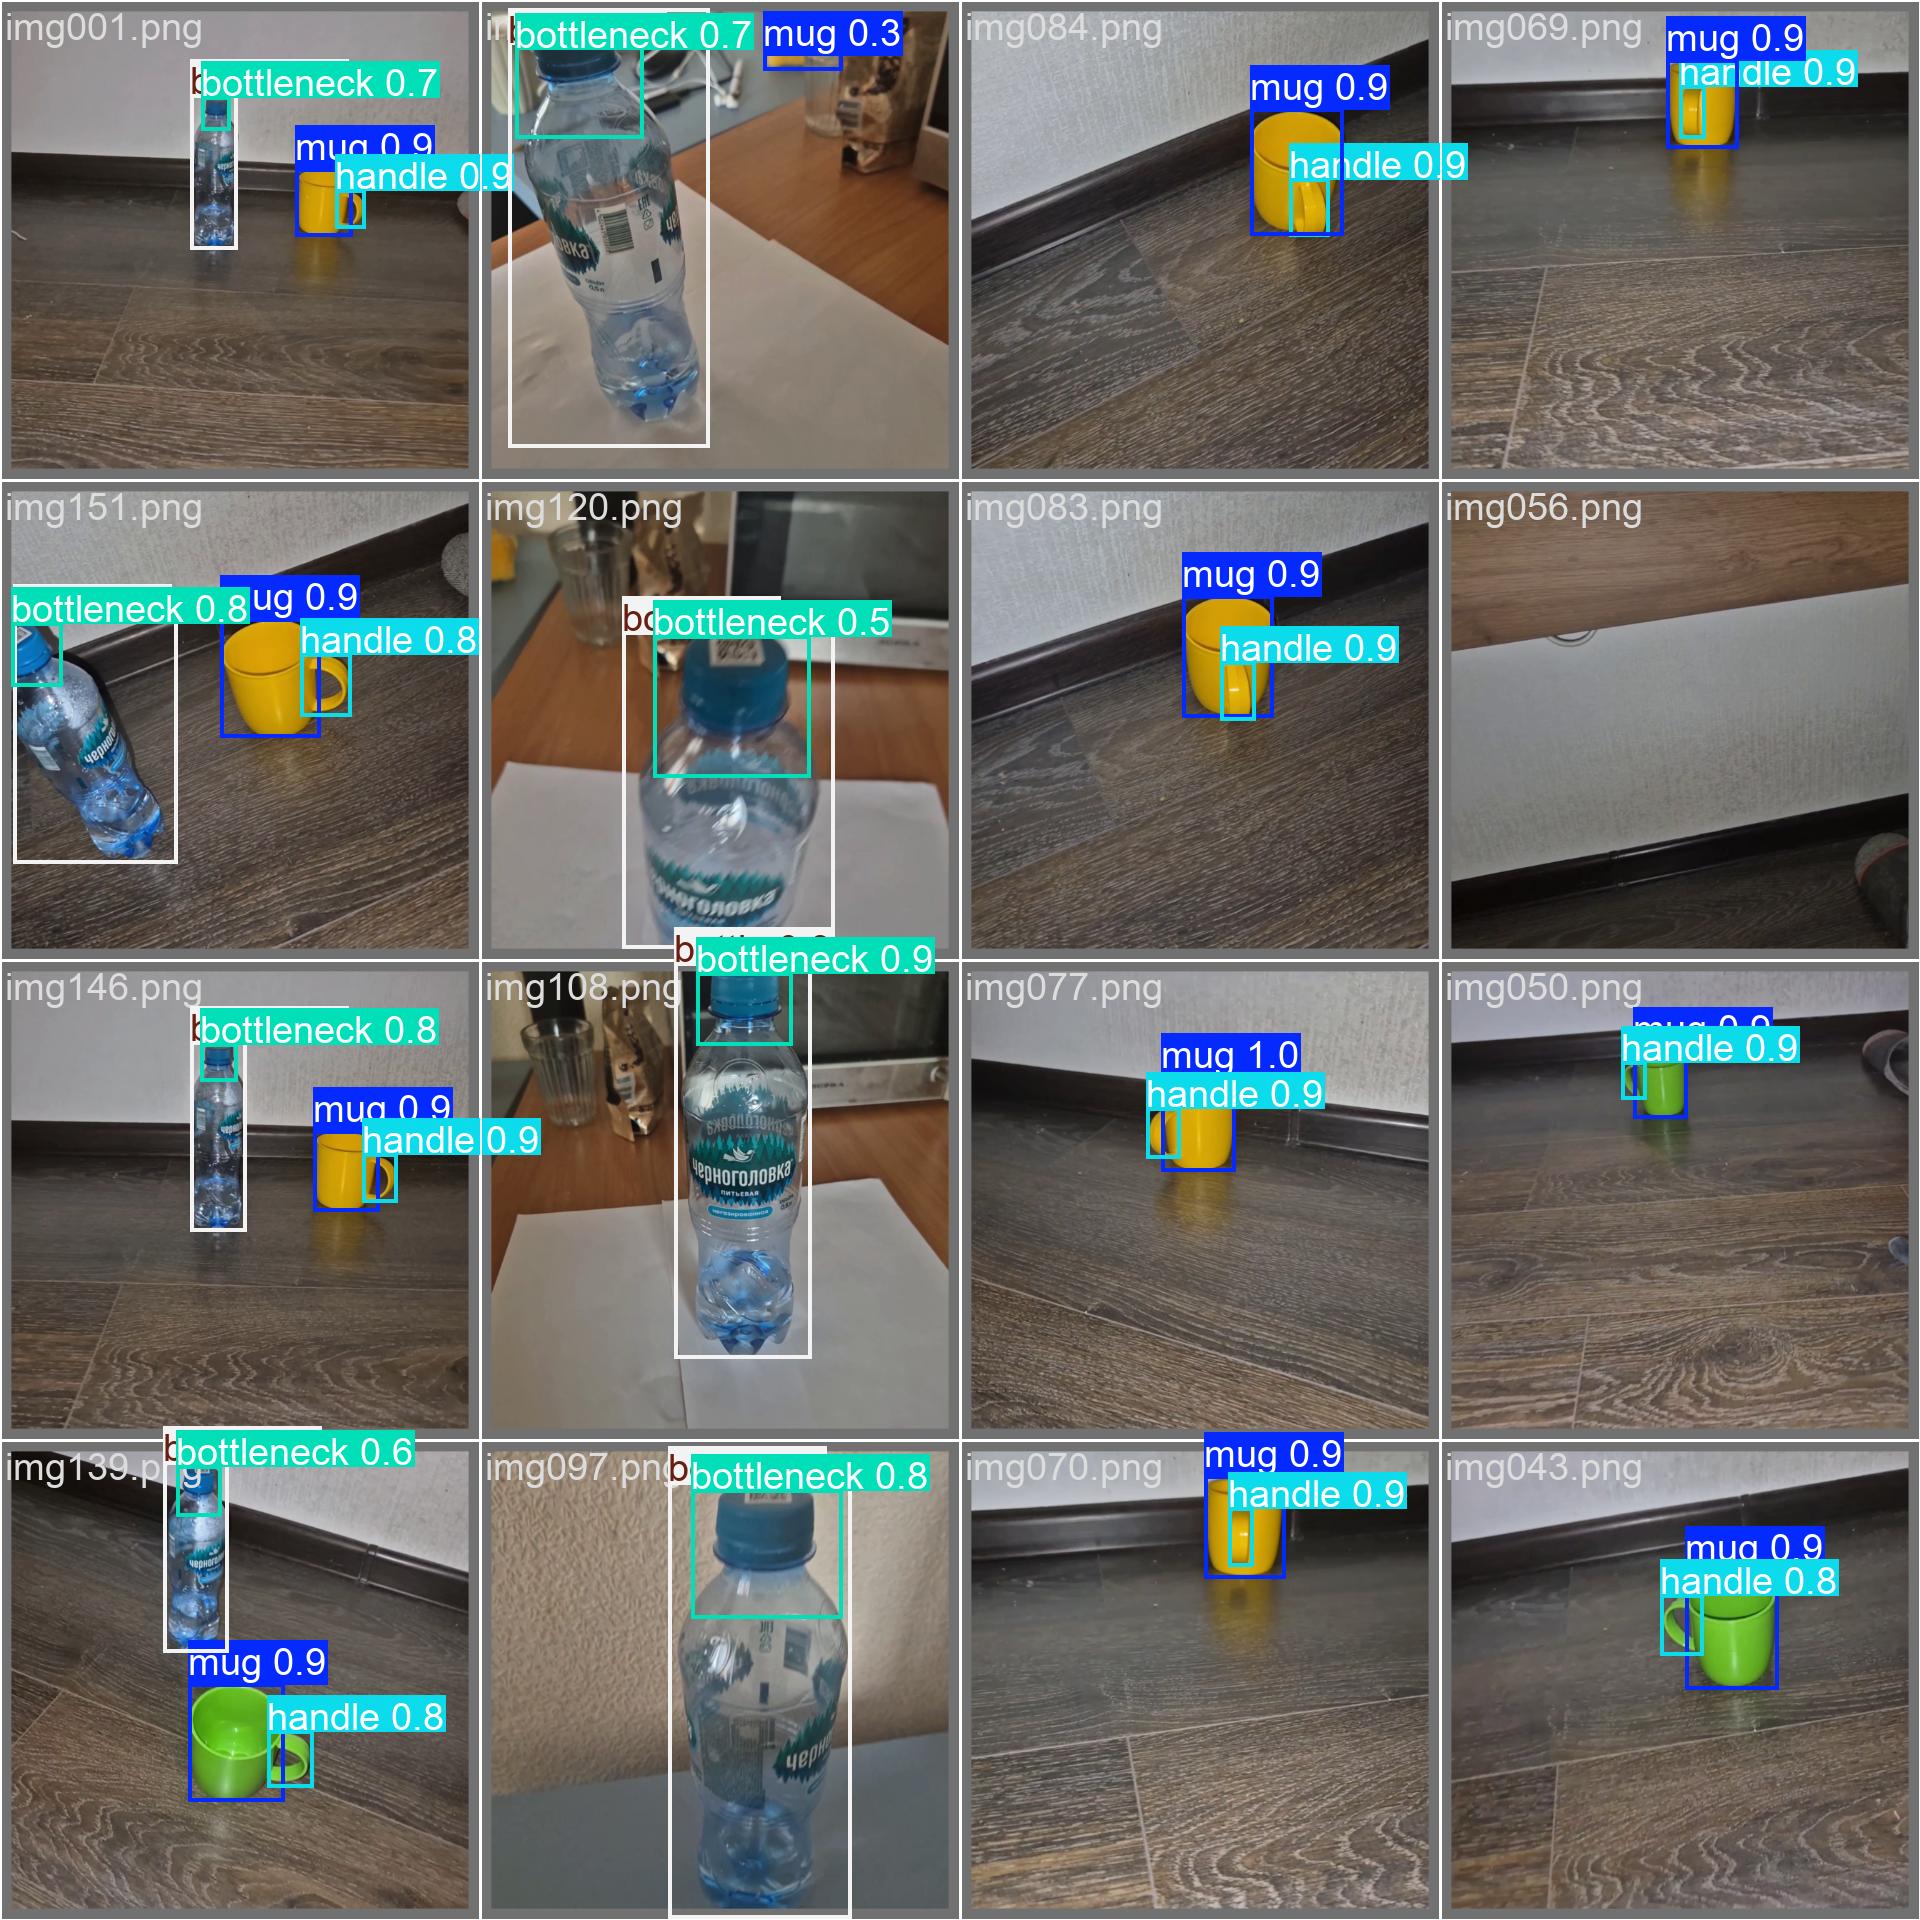 img001.png
bottleneck 0.7
mug 0.9
handle 0.9
bottleneck 0.7
mug 0.3
img084.png
mug 0.9
handle 0.9
img069.png
mug 0.9
handle 0.9
img151.png
bottleneck 0.8
ug 0.9
handle 0.8
img120.png
bottleneck 0.5
черноголовка
img083.png
mug 0.9
handle 0.9
img056.png
img146.png
bottleneck 0.8
mug 0.9
handle 0.9
img108.png
bottleneck 0.9
черноголовка
ПИТЬЕВАЯ
негазированная
img077.png
mug 1.0
handle 0.9
img050.png
mug 0.9
handle 0.9
img139.png
bottleneck 0.6
mug 0.9
handle 0.8
img097.png
bottleneck 0.8
img070.png
mug 0.9
handle 0.9
img043.png
mug 0.9
handle 0.8